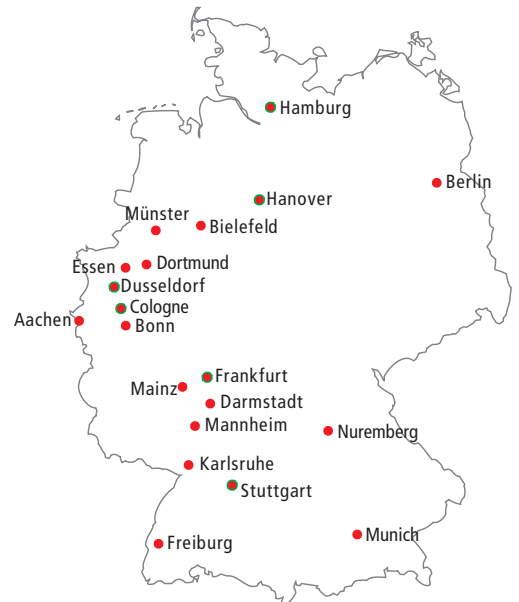 Hamburg
Berlin
Hanover
Münster
Bielefeld
Essen
Dortmund
Dusseldorf
Cologne
Aachen
Bonn
Frankfurt
Mainz
Darmstadt
Mannheim
Nuremberg
Karlsruhe
Stuttgart
Munich
Freiburg